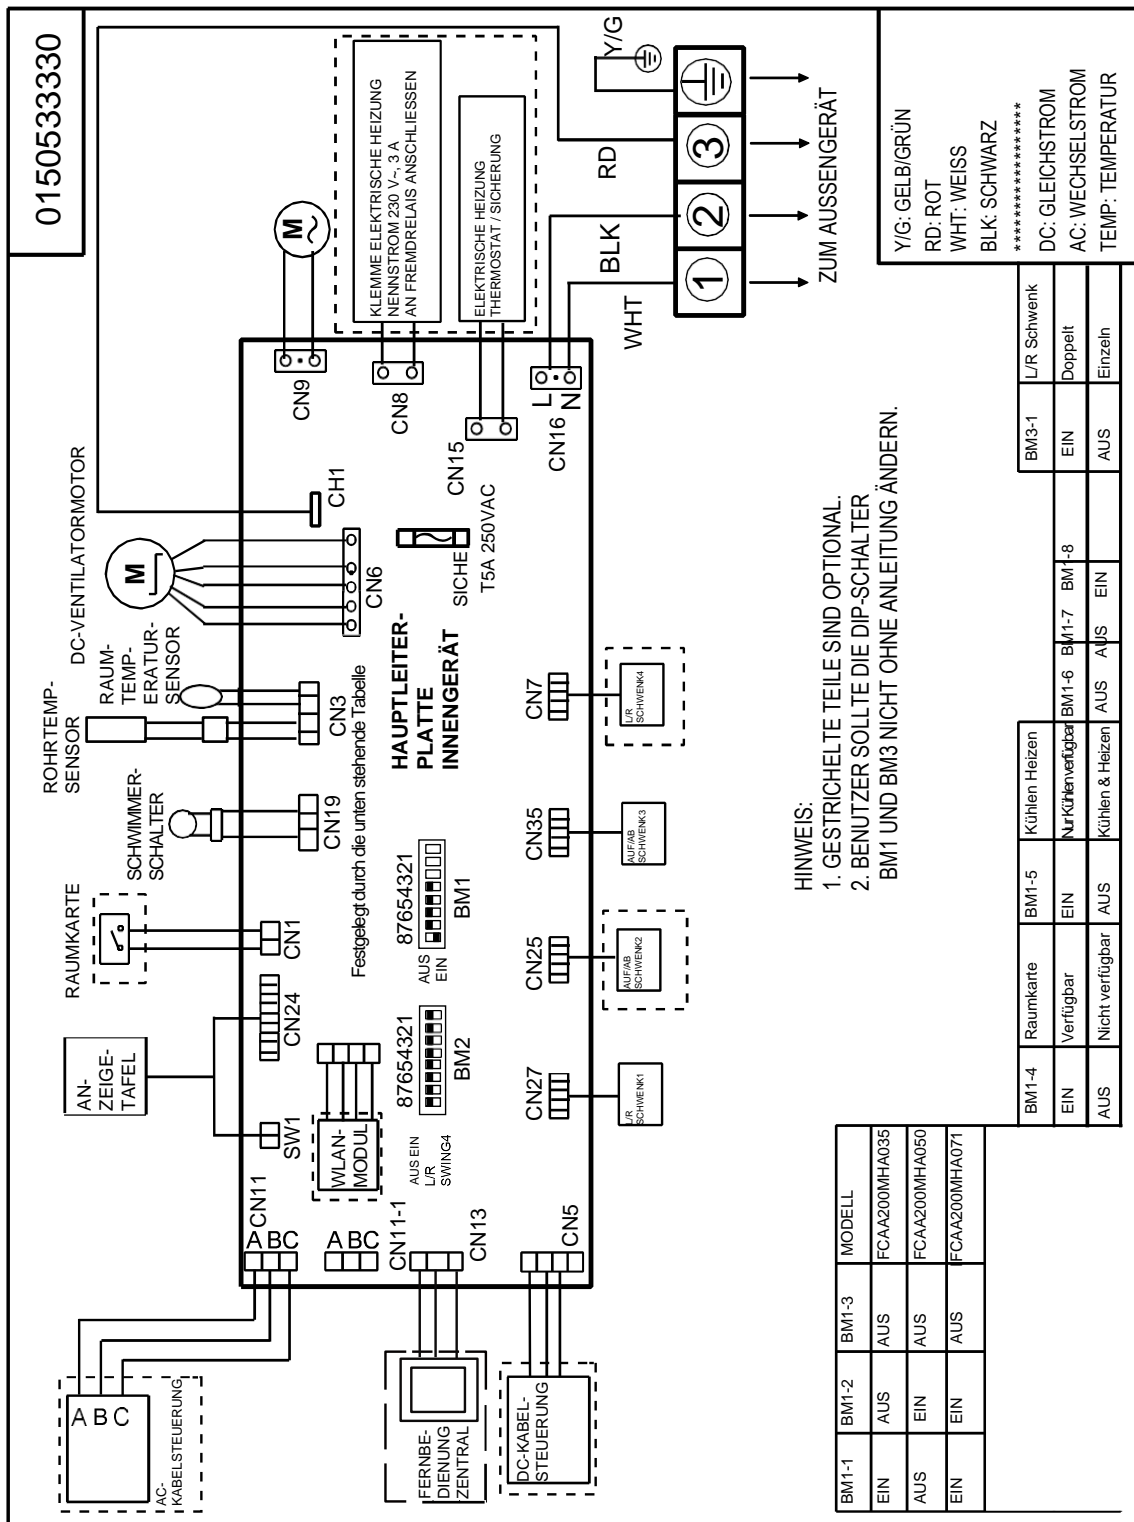 0150533330
Y/G
KLEMME ELEKTRISCHE HEIZUNG
NENNSTROM 230 V~, 3 A
AN FREMDRELAIS ANSCHLIESSEN
ELEKTRISCHE HEIZUNG
THERMOSTAT / SICHERUNG
M
RD
BLK
WHT
1
2
3
ZUM AUSSENGERÄT
Y/G: GELB/GRÜN
RD: ROT
WHT: WEISS
BLK: SCHWARZ
******************
DC: GLEICHSTROM
AC: WECHSELSTROM
TEMP: TEMPERATUR
DC-VENTILATORMOTOR
M
RAUM-
TEMP-
ERATUR-
SENSOR
ROHRTEMP-
SENSOR
SCHWIMMER-
SCHALTER
RAUMKARTE
AN-
ZEIGE-
TAFEL
CN9
CN8
CN15
L
N
CN16
CH1
CN6
SICHE
T5A 250VAC
CN3
CN19
CN1
CN24
SW1
CN11
A BC
Festgelegt durch die unten stehende Tabelle
HAUPTLEITER-
PLATTE
INNENGERÄT
87654321
AUS
EIN
BM1
87654321
BM2
AUS EIN
L/R
SWING4
WLAN-
MODUL
A BC
CN11-1
CN13
CN5
CN7
CN35
CN25
CN27
L/R
SCHWENK4
AUF/AB
SCHWENK3
AUF/AB
SCHWENK2
L/R
SCHWENK1
A B C
AC-
KABELSTEUERUNG
FERNBE-
DIENUNG
ZENTRAL
DC-KABEL-
STEUERUNG
HINWEIS:
1. GESTRICHELTE TEILE SIND OPTIONAL.
2. BENUTZER SOLLTE DIE DIP-SCHALTER
BM1 UND BM3 NICHT OHNE ANLEITUNG ÄNDERN.
BM1-1 BM1-2 BM1-3 MODELL
EIN AUS AUS FCAA200MHA035
AUS EIN AUS FCAA200MHA050
EIN EIN AUS FCAA200MHA071
BM1-4 Raumkarte BM1-5 Kühlen Heizen BM1-6 BM1-7 BM1-8 BM3-1 L/R Schwenk
EIN Verfügbar EIN EIN Doppelt
AUS Nicht verfügbar AUS Kühlen & Heizen AUS AUS EIN AUS Einzeln